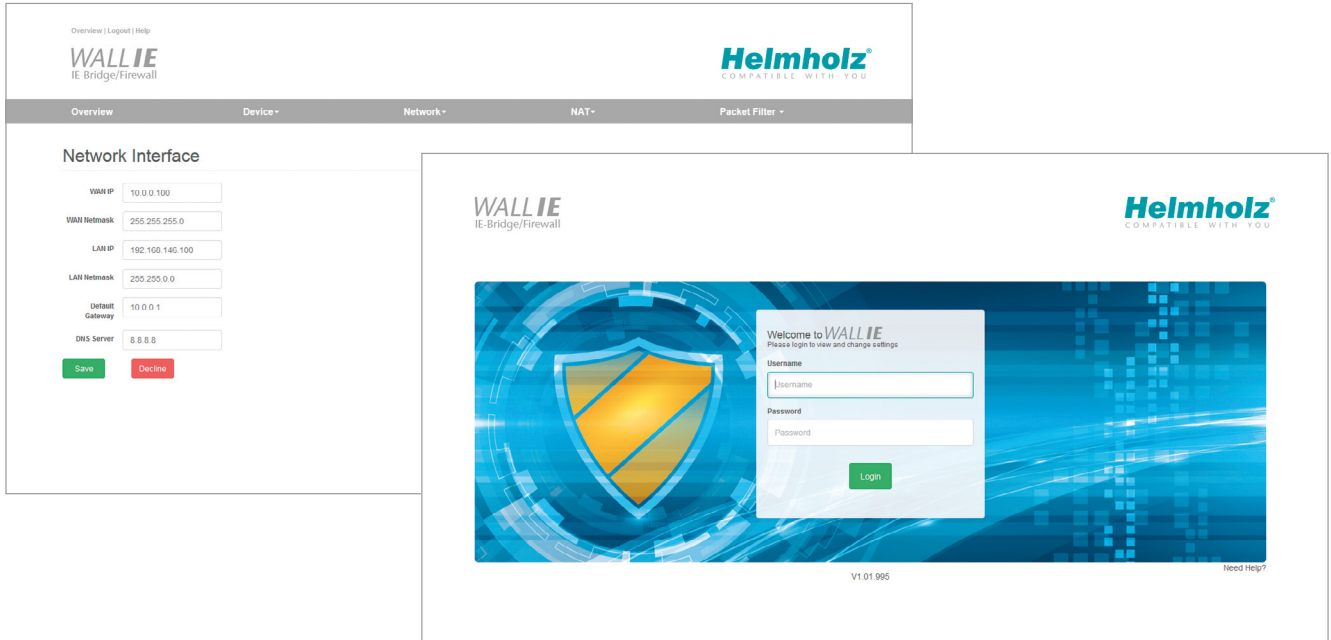 Overview | Logout | Help
WALL IE
IE-Bridge/Firewall
Helmholz®
COMPATIBLE WITH YOU
Overview Device Network NAT Packet Filter
Network Interface
WAN IP 10.0.0.100
WAN Netmask 255.255.255.0
LAN IP 192.168.146.100
LAN Netmask 255.255.0.0
Default
Gateway 10.0.0.1
DNS Server 8.8.8.8
Save Decline
WALL IE
IE-Bridge/Firewall
Helmholz®
COMPATIBLE WITH YOU
Welcome to WALL IE
Please login to view and change settings
Username
Username
Password
Password
Login
Need Help?
V1.01.995